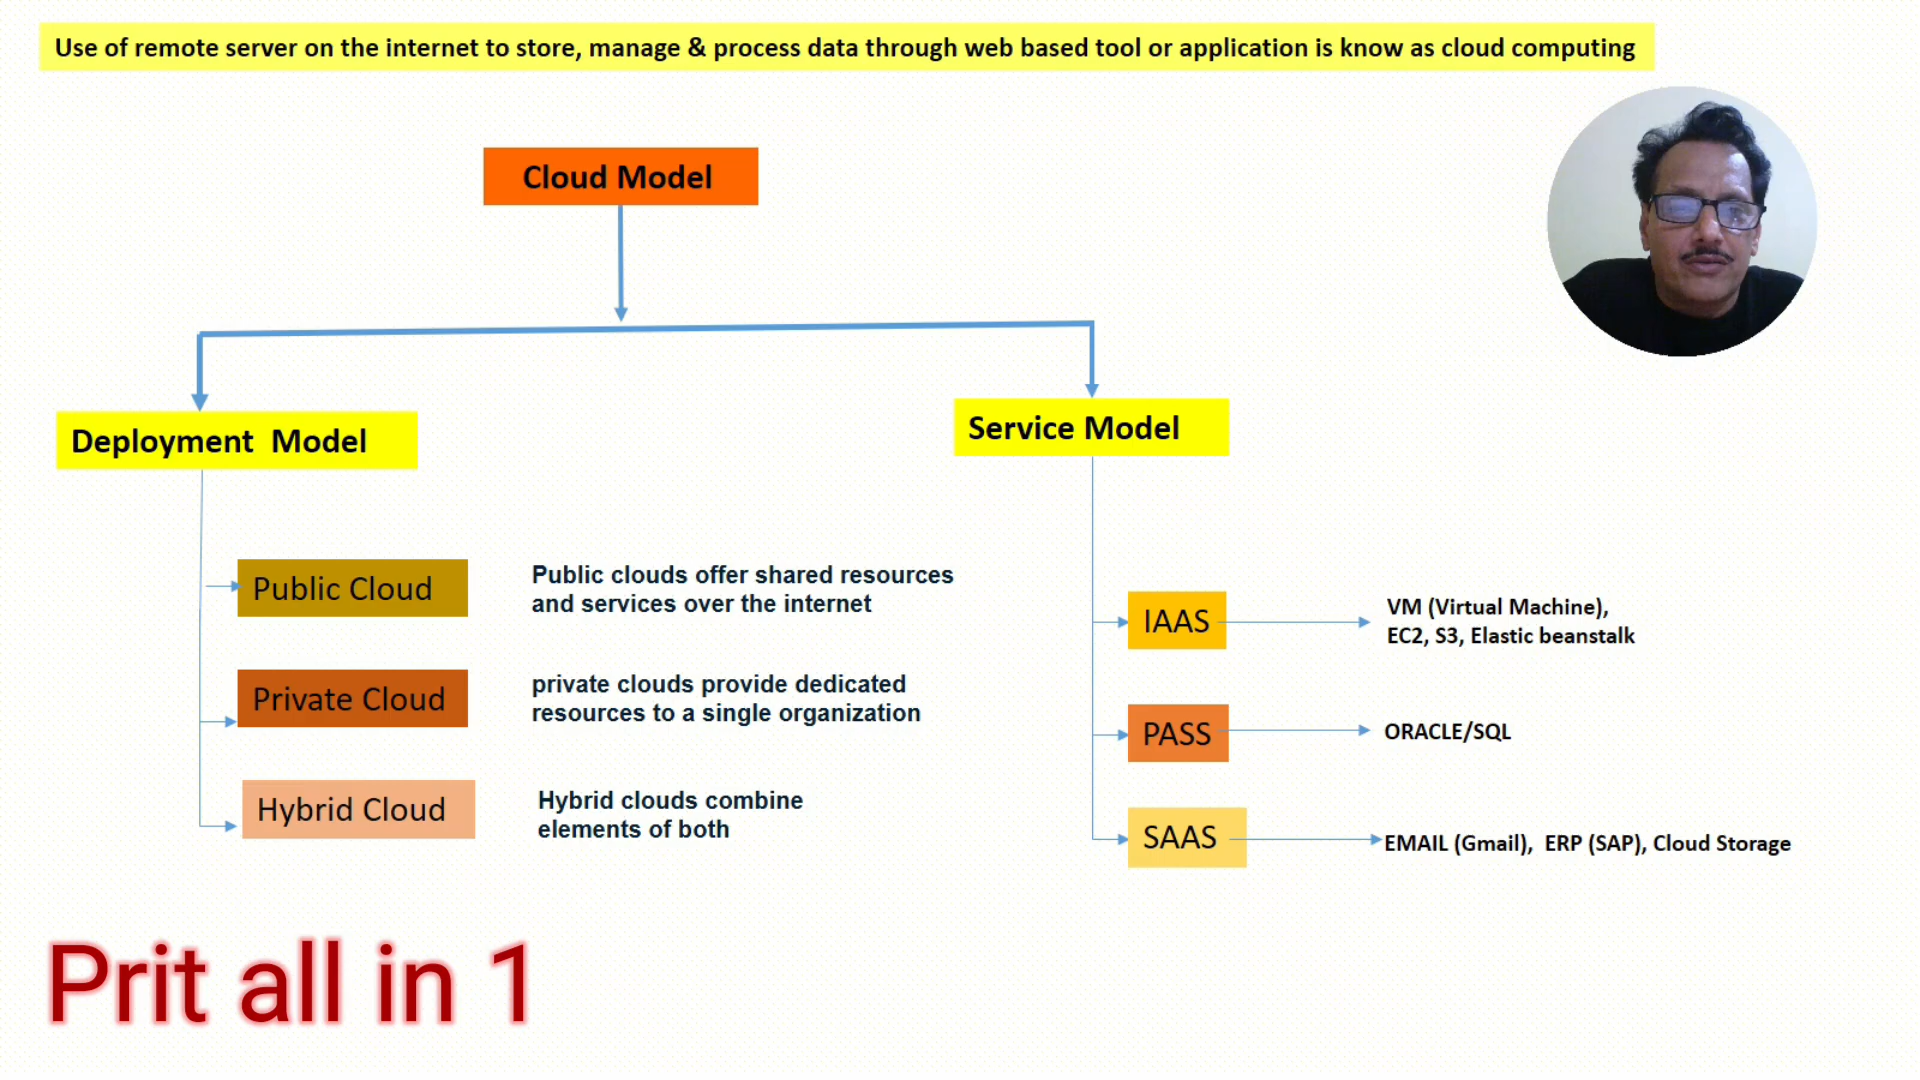 Use of remote server on the internet to store, manage & process data through web based tool or application is know as cloud computing
Cloud Model
Deployment Model
Service Model
Public Cloud
Public clouds offer shared resources
and services over the internet
Private Cloud
private clouds provide dedicated
resources to a single organization
Hybrid Cloud
Hybrid clouds combine
elements of both
IAAS
VM (Virtual Machine),
EC2, S3, Elastic beanstalk
PASS
ORACLE/SQL
SAAS
EMAIL (Gmail), ERP (SAP), Cloud Storage
Prit all in 1